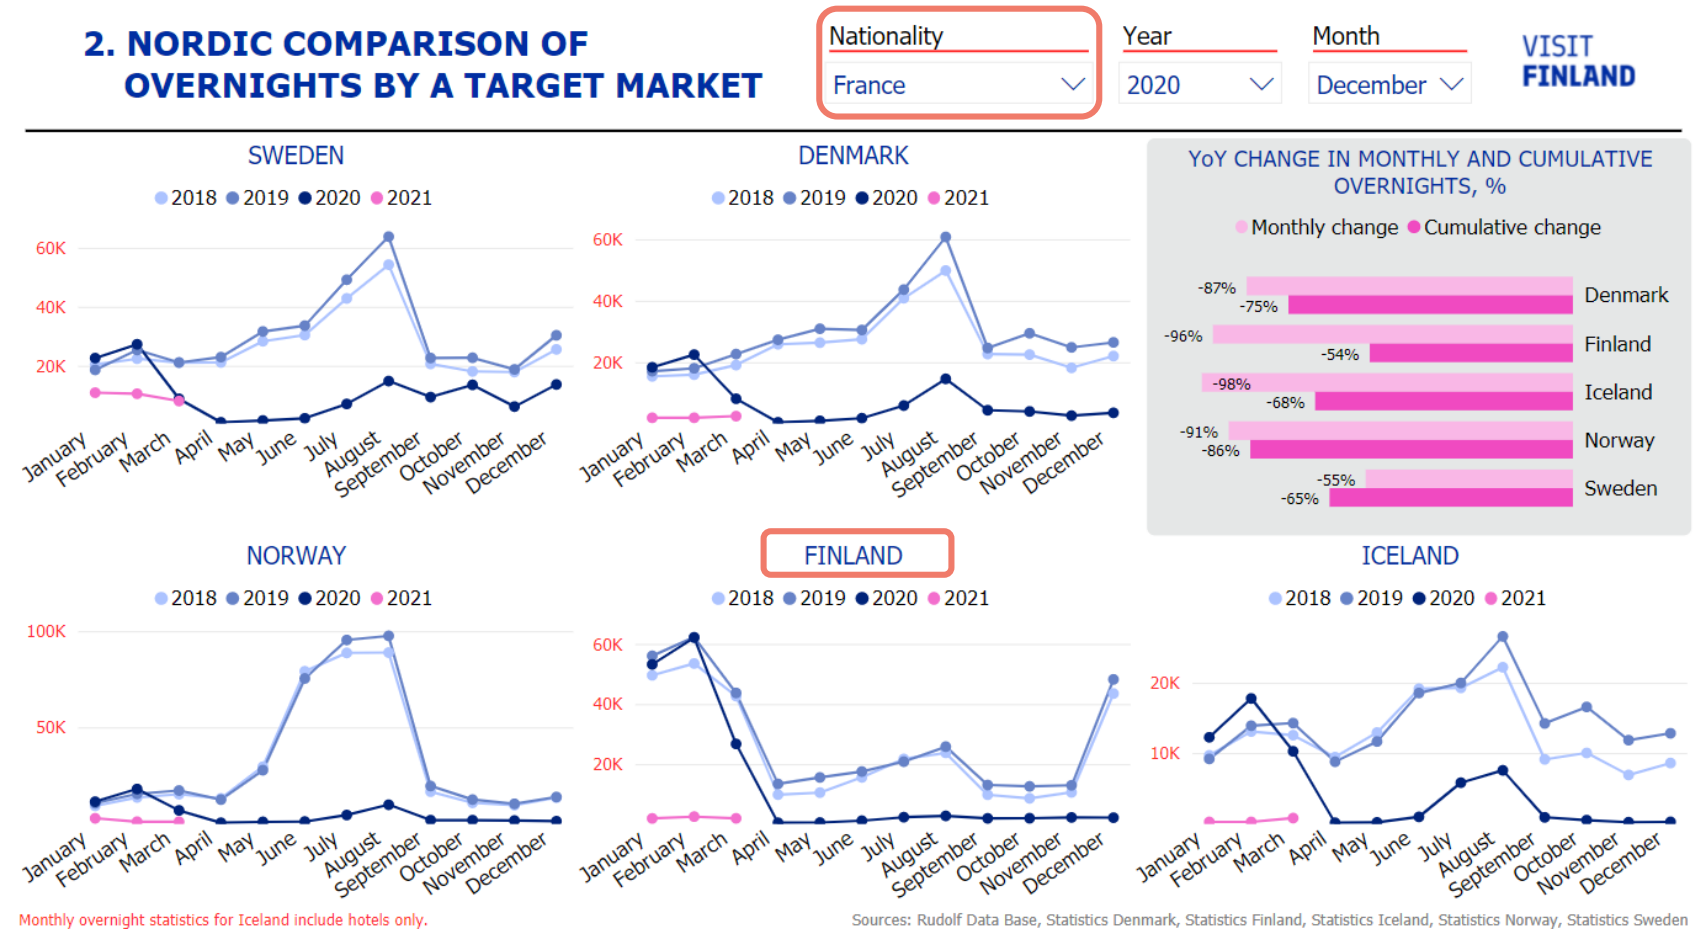 2. NORDIC COMPARISON OF
OVERNIGHTS BY A TARGET MARKET
Nationality
France
Year
2020
Month
December
VISIT
FINLAND
SWEDEN
2018 2019 2020 2021
60K
40K
20K
January February March April May June July August September October November December
DENMARK
2018 2019 2020 2021
60K
40K
20K
January February March April May June July August September October November December
YoY CHANGE IN MONTHLY AND CUMULATIVE
OVERNIGHTS, %
Monthly change Cumulative change
-87%
-75%
Denmark
-96%
-54%
Finland
-98%
-68%
Iceland
-91%
-86%
Norway
-55%
-65%
Sweden
NORWAY
2018 2019 2020 2021
100K
50K
January February March April May June July August September October November December
FINLAND
2018 2019 2020 2021
60K
40K
20K
January February March April May June July August September October November December
ICELAND
2018 2019 2020 2021
20K
10K
January February March April May June July August September October November December
Monthly overnight statistics for Iceland include hotels only.
Sources: Rudolf Data Base, Statistics Denmark, Statistics Finland, Statistics Iceland, Statistics Norway, Statistics Sweden